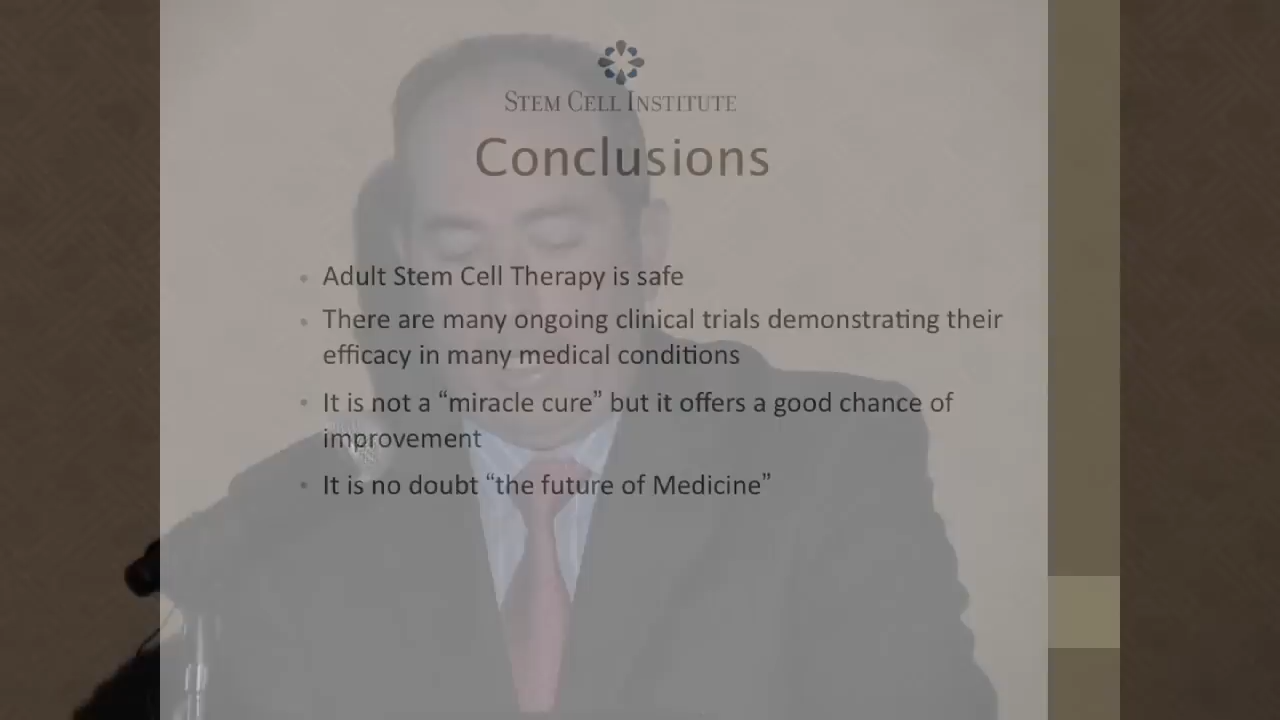 STEM CELL INSTITUTE
Conclusions
• Adult Stem Cell Therapy is safe
• There are many ongoing clinical trials demonstrating their
efficacy in many medical conditions
• It is not a “miracle cure” but it offers a good chance of
improvement
• It is no doubt “the future of Medicine”